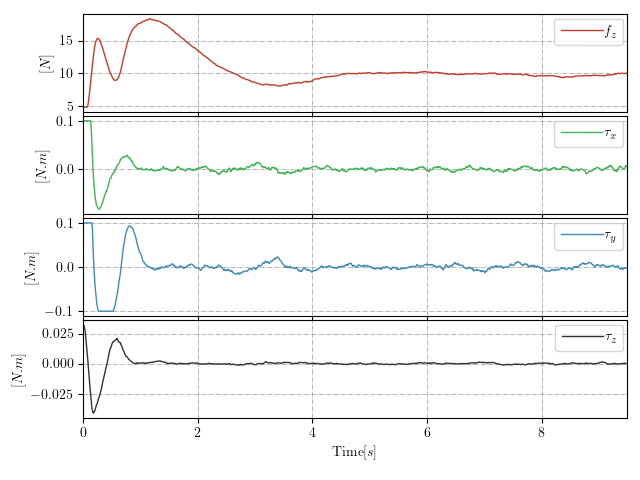 15
10
5
[N]
f_z
0.1
0.0
[N.m]
τ_x
0.1
0.0
−0.1
[N.m]
τ_y
0.025
0.000
−0.025
[N.m]
τ_z
0 2 4 6 8
Time[s]